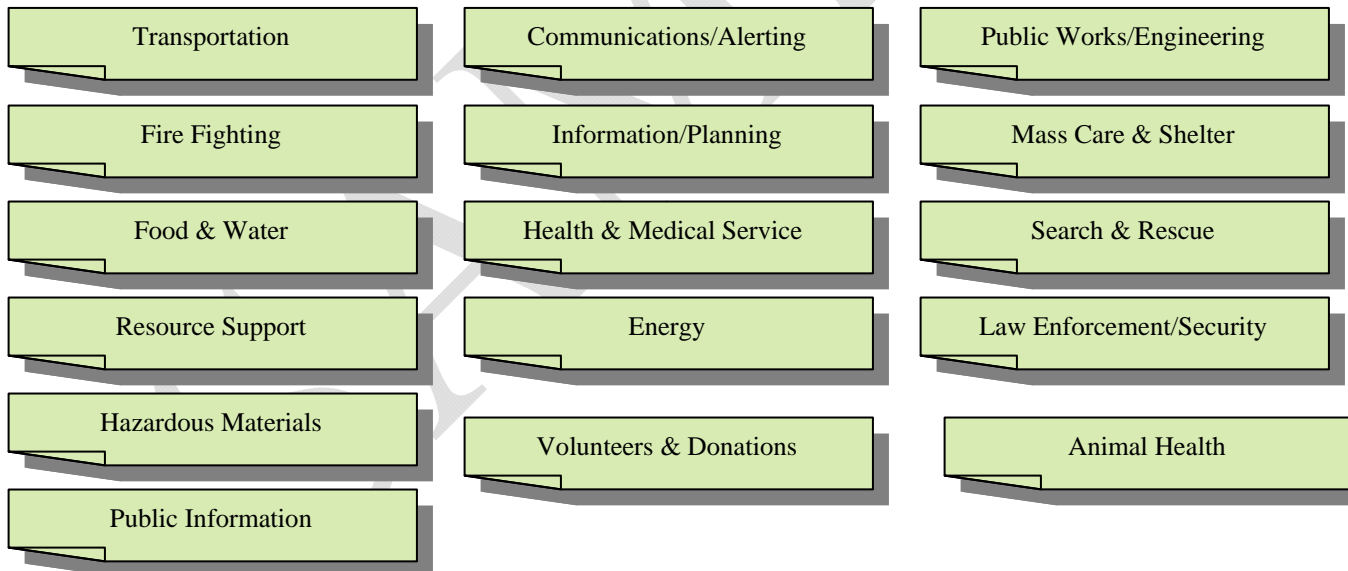 Transportation
Communications/Alerting
Public Works/Engineering
Fire Fighting
Information/Planning
Mass Care & Shelter
Food & Water
Health & Medical Service
Search & Rescue
Resource Support
Energy
Law Enforcement/Security
Hazardous Materials
Volunteers & Donations
Animal Health
Public Information